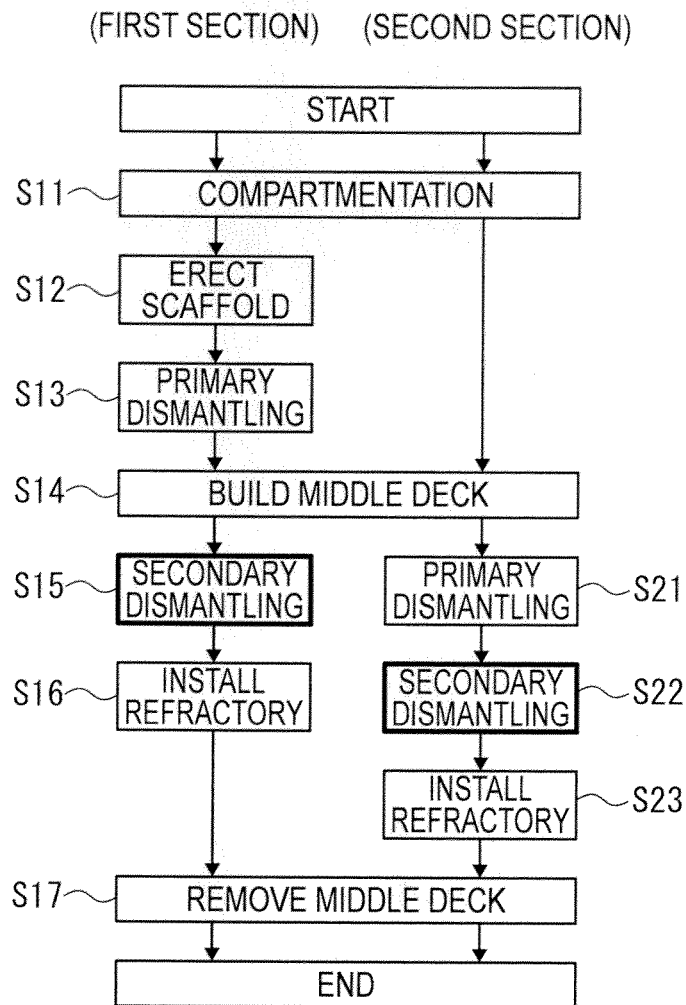 (FIRST SECTION) (SECOND SECTION)
START
S11 COMPARTMENTATION
S12 ERECT
SCAFFOLD
S13 PRIMARY
DISMANTLING
S14 BUILD MIDDLE DECK
S15 SECONDARY
DISMANTLING
PRIMARY
DISMANTLING S21
S16 INSTALL
REFRACTORY
SECONDARY
DISMANTLING S22
INSTALL
REFRACTORY S23
S17 REMOVE MIDDLE DECK
END